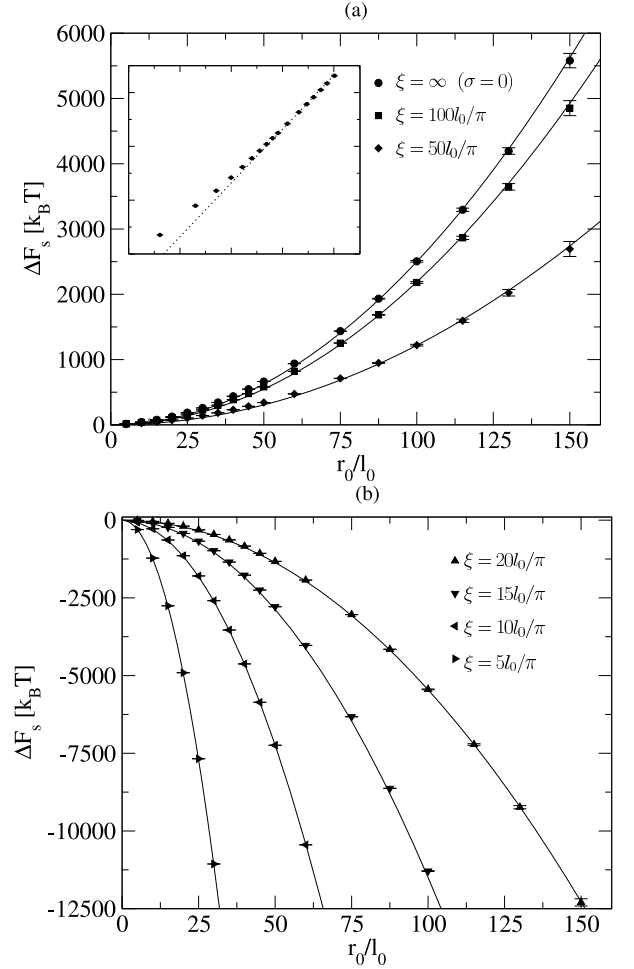 (a)
6000
5000
4000
3000
2000
1000
0
ΔF_s [k_BT]
ξ = ∞ (σ = 0)
ξ = 100l_0/π
ξ = 50l_0/π
0 25 50 75 100 125 150
r_0/l_0
(b)
0
-2500
-5000
-7500
-10000
-12500
ΔF_s [k_BT]
ξ = 20l_0/π
ξ = 15l_0/π
ξ = 10l_0/π
ξ = 5l_0/π
0 25 50 75 100 125 150
r_0/l_0